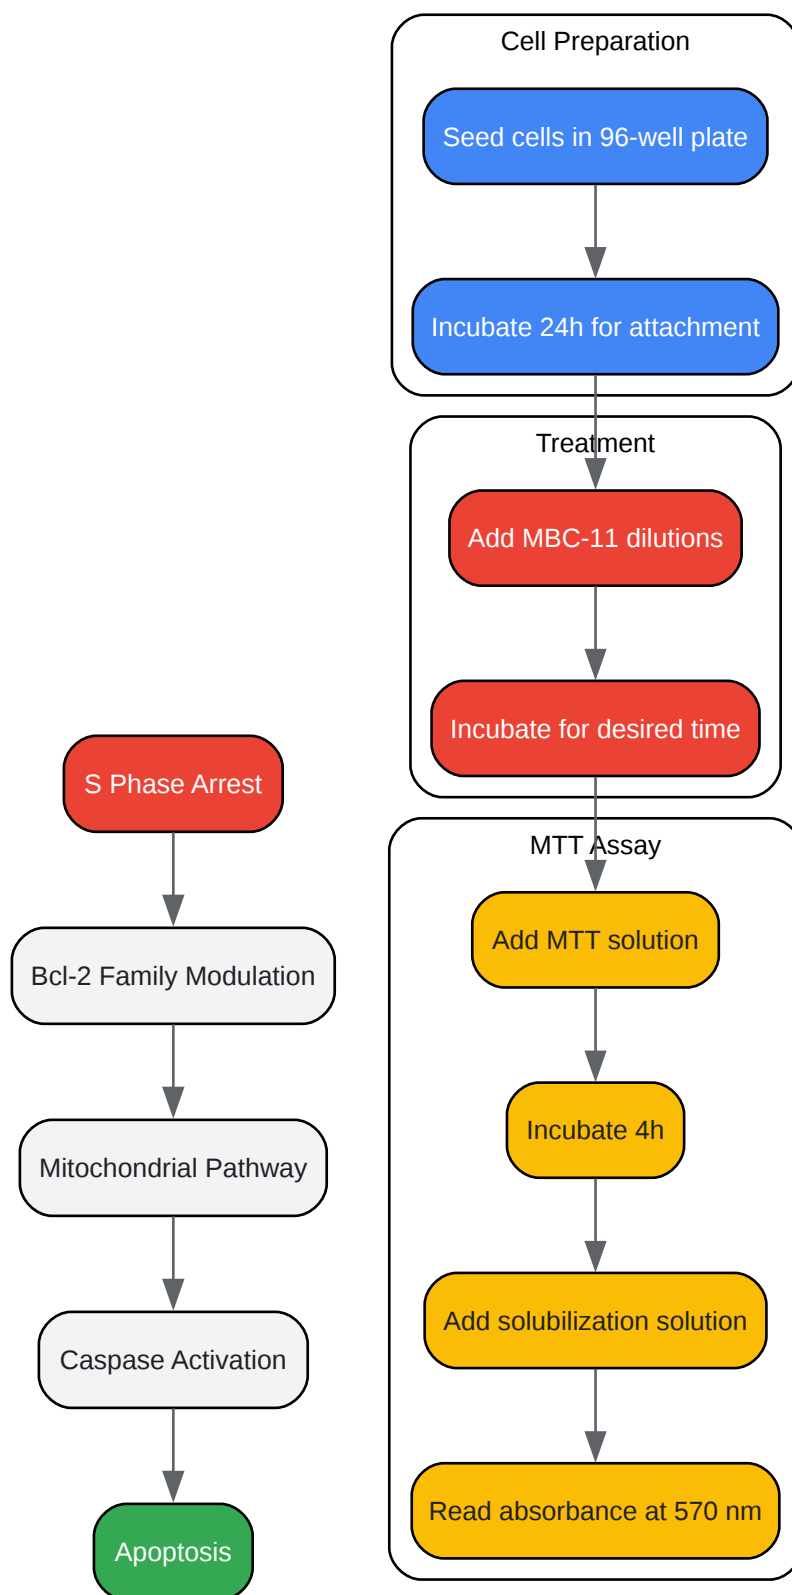 Cell Preparation
Seed cells in 96-well plate
Incubate 24h for attachment
Treatment
Add MBC-11 dilutions
Incubate for desired time
MTT Assay
Add MTT solution
Incubate 4h
Add solubilization solution
Read absorbance at 570 nm
S Phase Arrest
Bcl-2 Family Modulation
Mitochondrial Pathway
Caspase Activation
Apoptosis